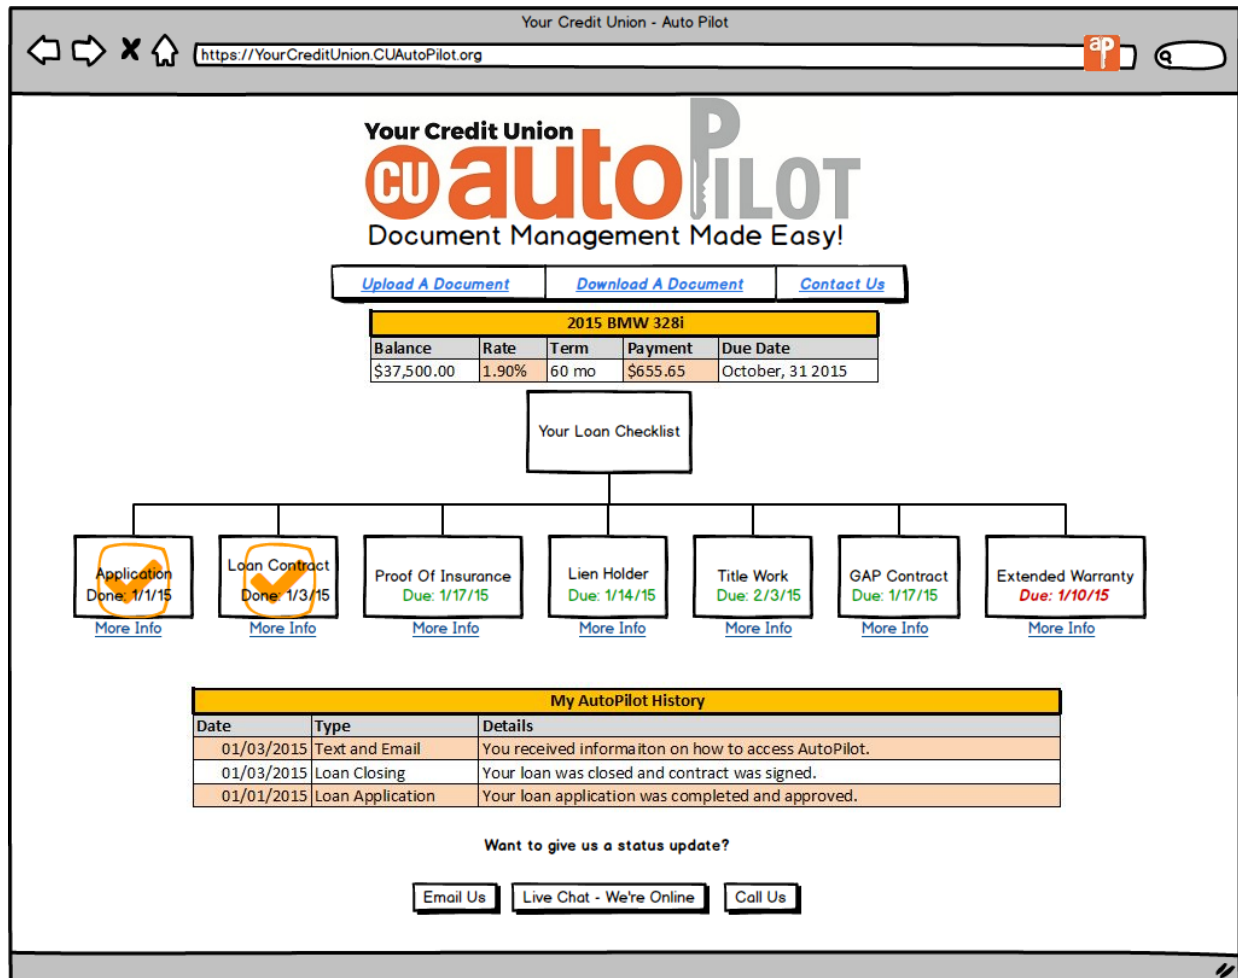 Your Credit Union - Auto Pilot
https://YourCreditUnion.CUAutoPilot.org
ap
Your Credit Union
CU auto PILOT
Document Management Made Easy!
Upload A Document Download A Document Contact Us
2015 BMW 328i
Balance Rate Term Payment Due Date
$37,500.00 1.90% 60 mo $655.65 October, 31 2015
Your Loan Checklist
Application
Done: 1/1/15
More Info
Loan Contract
Done: 1/3/15
More Info
Proof Of Insurance
Due: 1/17/15
More Info
Lien Holder
Due: 1/14/15
More Info
Title Work
Due: 2/3/15
More Info
GAP Contract
Due: 1/17/15
More Info
Extended Warranty
Due: 1/10/15
More Info
My AutoPilot History
Date Type Details
01/03/2015 Text and Email You received informaiton on how to access AutoPilot.
01/03/2015 Loan Closing Your loan was closed and contract was signed.
01/01/2015 Loan Application Your loan application was completed and approved.
Want to give us a status update?
Email Us Live Chat - We're Online Call Us